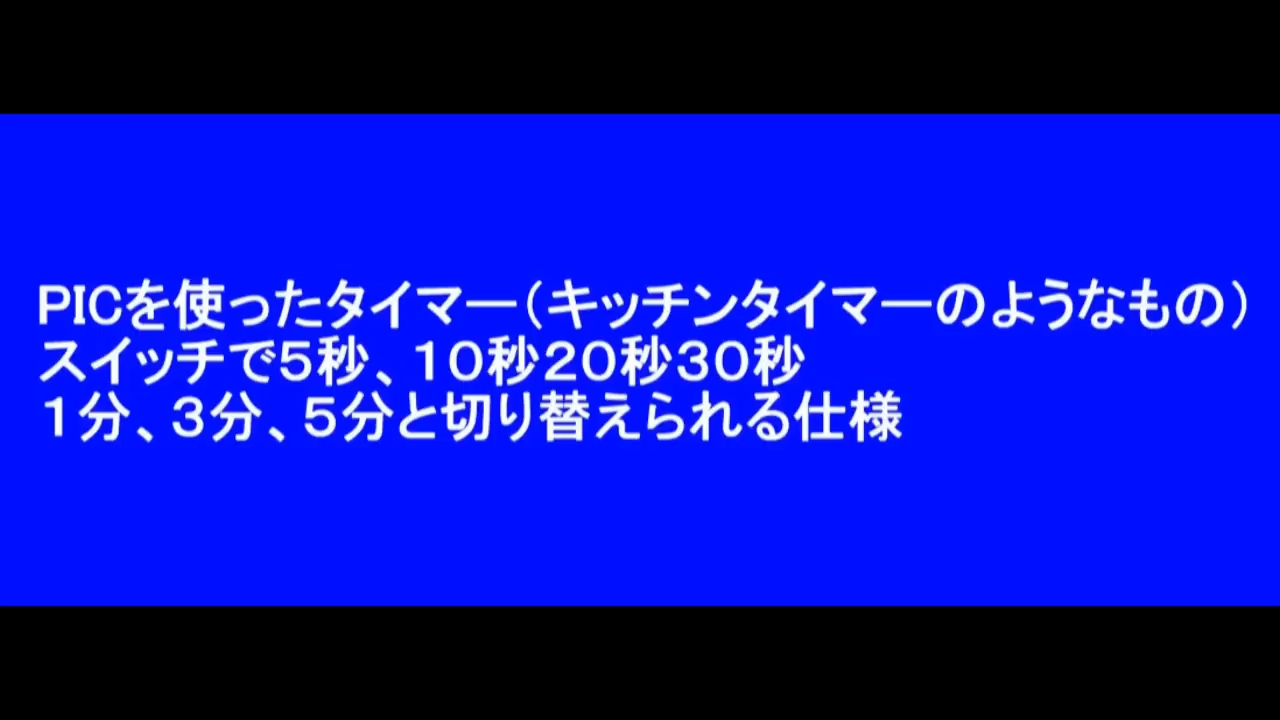 PICを使ったタイマー（キッチンタイマーのようなもの）
スイッチで５秒、１０秒２０秒３０秒
１分、３分、５分と切り替えられる仕様